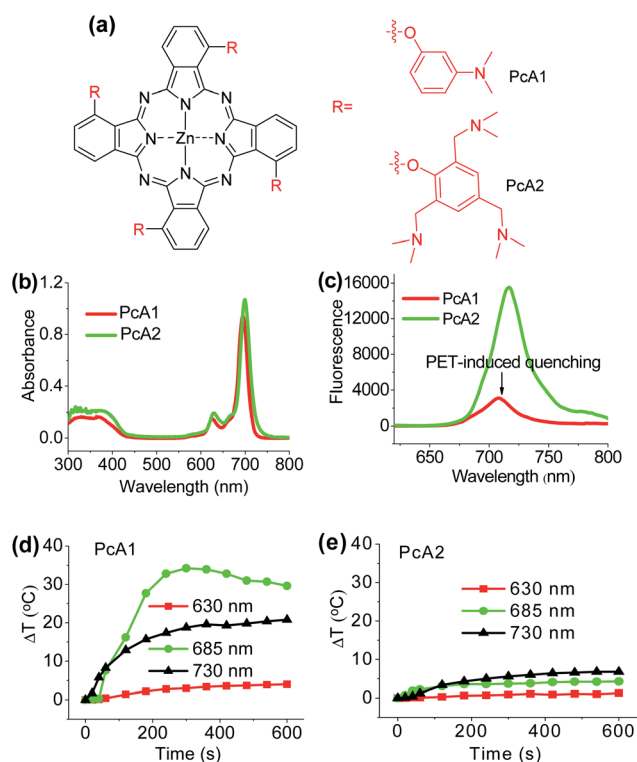 (a)
R
R
N
N
N
N
Zn
N
N
N
N
R
R
R=
O
N
PcA1
N
O
PcA2
N
N
(b)
PcA1
PcA2
Absorbance
1.2
0.8
0.4
0.0
300 400 500 600 700 800
Wavelength (nm)
(c)
PcA1
PcA2
PET-induced quenching
Fluorescence
16000
12000
8000
4000
0
650 700 750 800
Wavelength (nm)
(d) PcA1
ΔT (°C)
40
30
20
10
0
630 nm
685 nm
730 nm
0 200 400 600
Time (s)
(e) PcA2
ΔT (°C)
40
30
20
10
0
630 nm
685 nm
730 nm
0 200 400 600
Time (s)